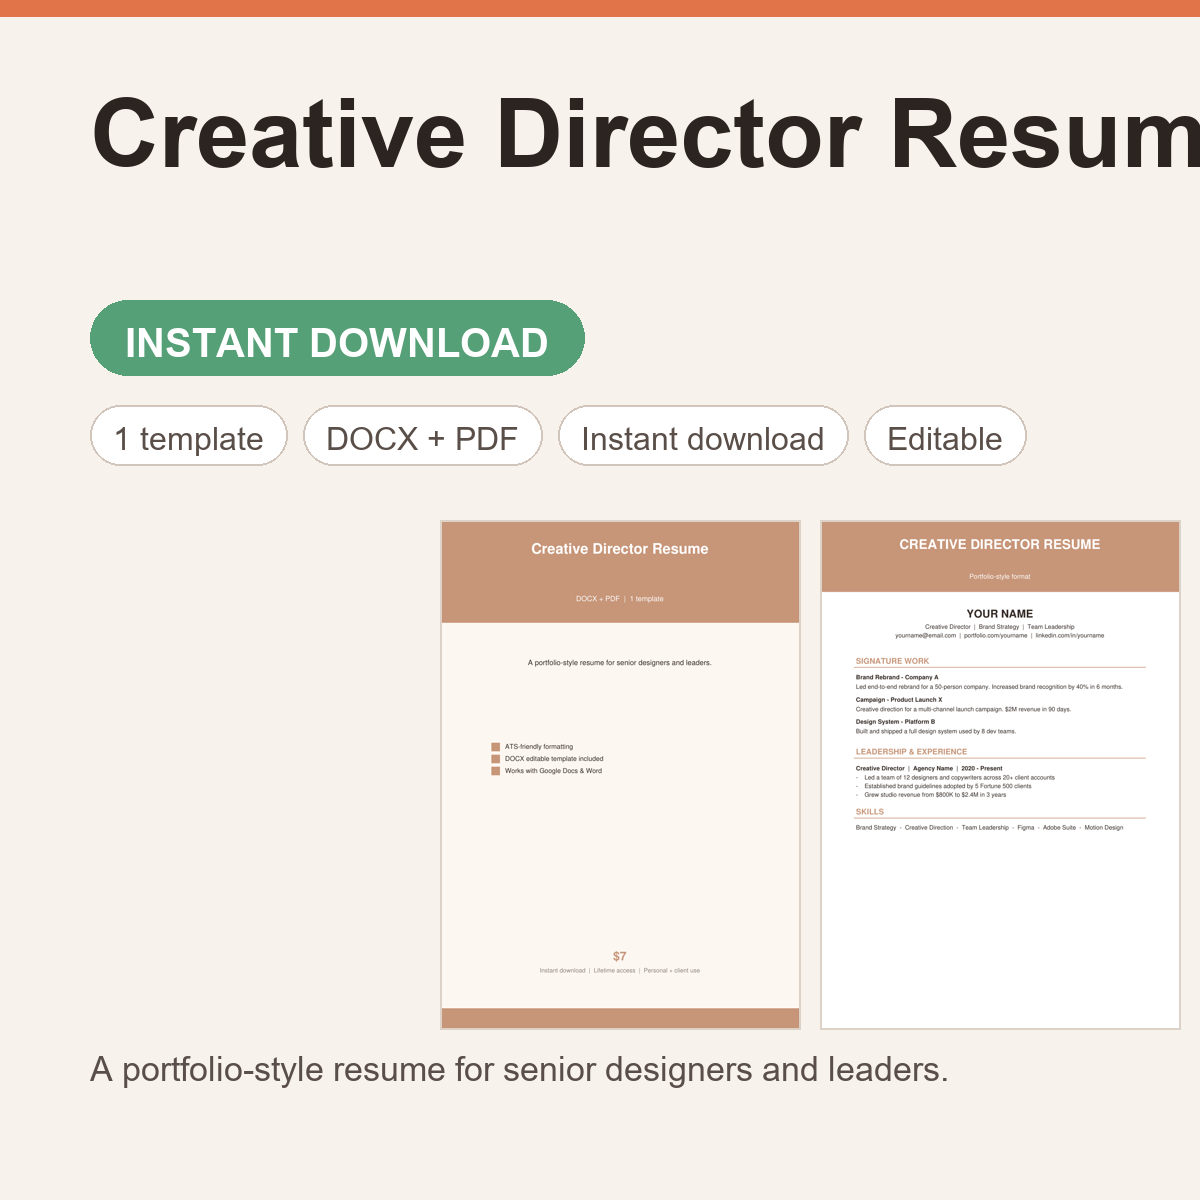 Creative Director Resum
INSTANT DOWNLOAD
1 template
DOCX + PDF
Instant download
Editable
Creative Director Resume
DOCX + PDF | 1 template
A portfolio-style resume for senior designers and leaders.
ATS-friendly formatting
DOCX editable template included
Works with Google Docs & Word
$7
Instant download | Lifetime access | Personal + client use
CREATIVE DIRECTOR RESUME
Portfolio-style format
YOUR NAME
Creative Director | Brand Strategy | Team Leadership
yourname@email.com | portfolio.com/yourname | linkedin.com/in/yourname
SIGNATURE WORK
Brand Rebrand - Company A
Led end-to-end rebrand for a 50-person company. Increased brand recognition by 40% in 6 months.
Campaign - Product Launch X
Creative direction for a multi-channel launch campaign. $2M revenue in 90 days.
Design System - Platform B
Built and shipped a full design system used by 8 dev teams.
LEADERSHIP & EXPERIENCE
Creative Director | Agency Name | 2020 - Present
- Led a team of 12 designers and copywriters across 20+ client accounts
- Established brand guidelines adopted by 5 Fortune 500 clients
- Grew studio revenue from $800K to $2.4M in 3 years
SKILLS
Brand Strategy - Creative Direction - Team Leadership - Figma - Adobe Suite - Motion Design
A portfolio-style resume for senior designers and leaders.